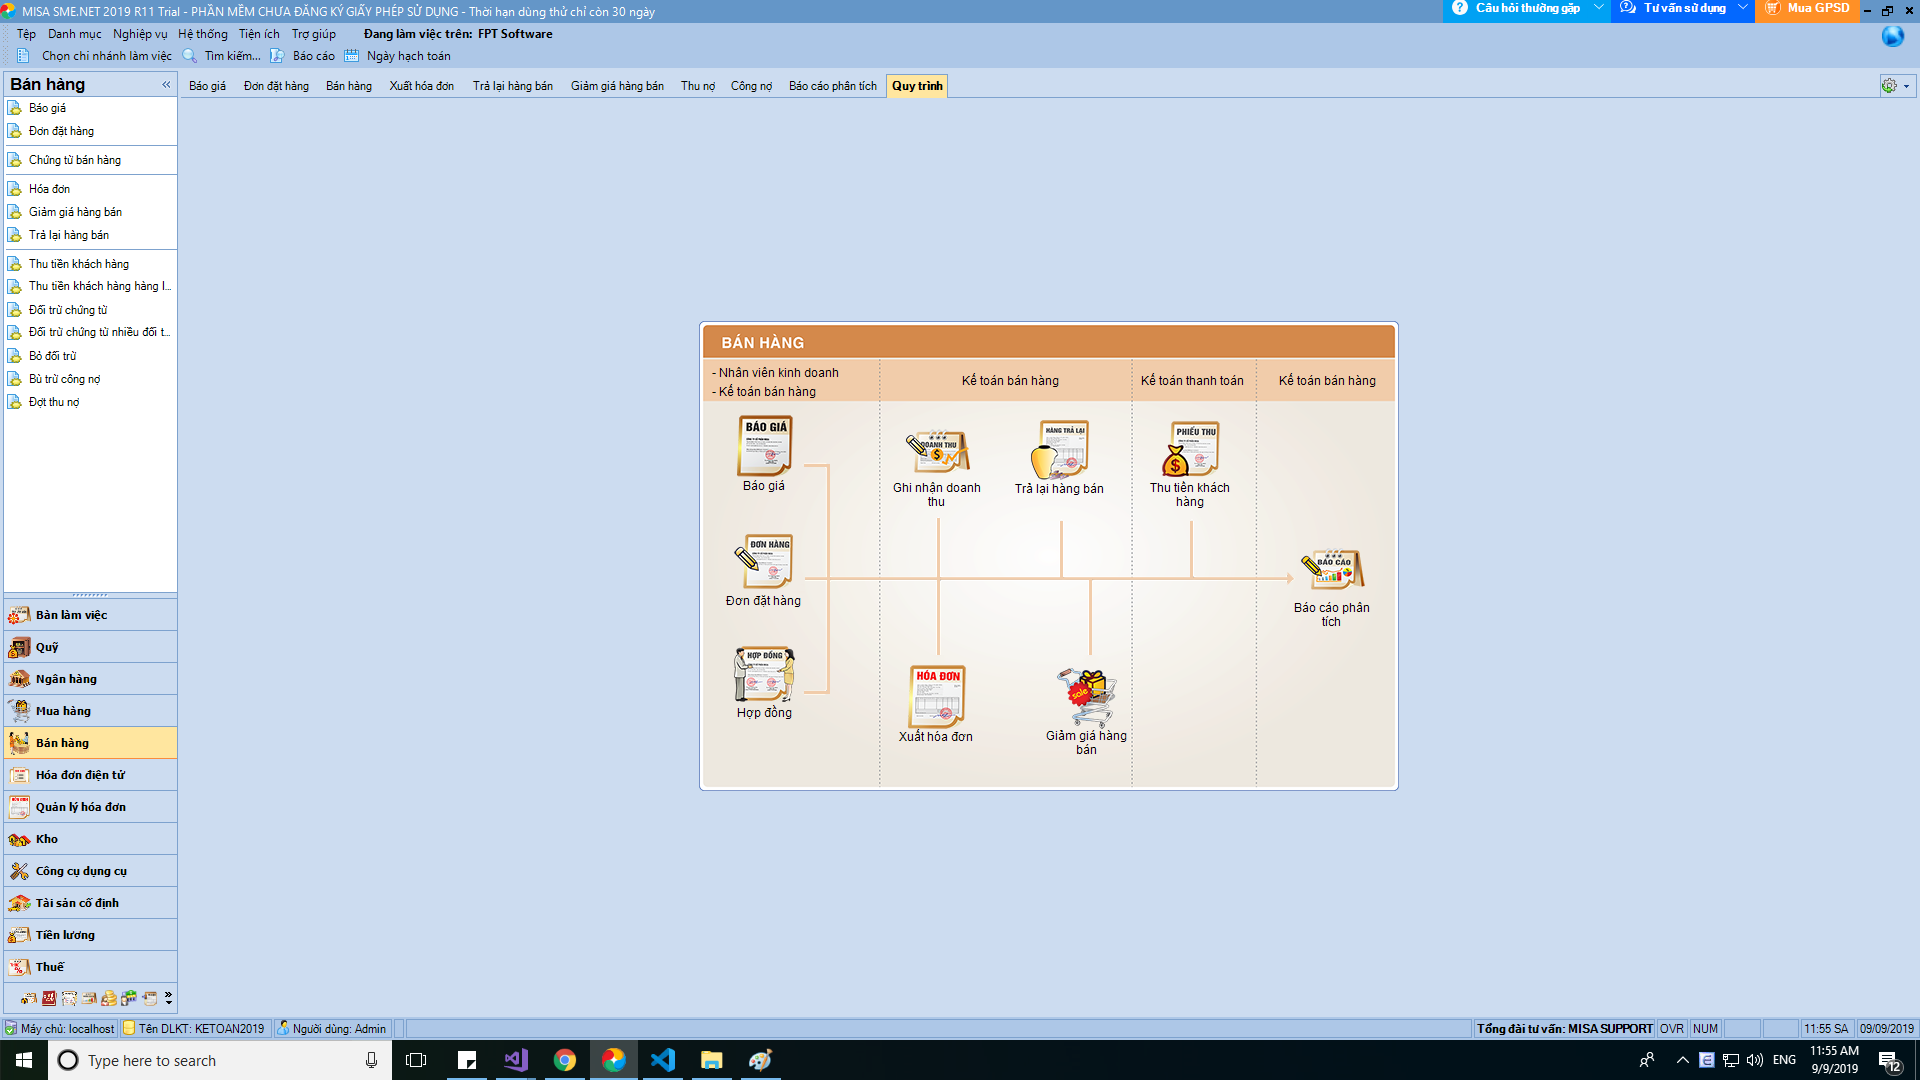 MISA SME.NET 2019 R11 Trial - PHẦN MỀM CHƯA ĐĂNG KÝ GIẤY PHÉP SỬ DỤNG - Thời hạn dùng thử chỉ còn 30 ngày
Câu hỏi thường gặp
Tư vấn sử dụng
Mua GPSD
Tệp Danh mục Nghiệp vụ Hệ thống Tiện ích Trợ giúp Đang làm việc trên: FPT Software
Chọn chi nhánh làm việc Tìm kiếm... Báo cáo Ngày hạch toán
Bán hàng
Báo giá Đơn đặt hàng Bán hàng Xuất hóa đơn Trả lại hàng bán Giảm giá hàng bán Thu nợ Công nợ Báo cáo phân tích Quy trình
Báo giá
Đơn đặt hàng
Chứng từ bán hàng
Hóa đơn
Giảm giá hàng bán
Trả lại hàng bán
Thu tiền khách hàng
Thu tiền khách hàng hàng l...
Đối trừ chứng từ
Đối trừ chứng từ nhiều đối t...
Bỏ đối trừ
Bù trừ công nợ
Đợt thu nợ
Bàn làm việc
Quỹ
Ngân hàng
Mua hàng
Bán hàng
Hóa đơn điện tử
Quản lý hóa đơn
Kho
Công cụ dụng cụ
Tài sản cố định
Tiền lương
Thuế
BÁN HÀNG
- Nhân viên kinh doanh
- Kế toán bán hàng
Kế toán bán hàng
Kế toán thanh toán
Kế toán bán hàng
BÁO GIÁ
Báo giá
DOANH THU
Ghi nhận doanh
thu
HÀNG TRẢ LẠI
Trả lại hàng bán
PHIẾU THU
Thu tiền khách
hàng
ĐƠN HÀNG
Đơn đặt hàng
BÁO CÁO
Báo cáo phân
tích
HỢP ĐỒNG
Hợp đồng
HÓA ĐƠN
Xuất hóa đơn
sale
Giảm giá hàng
bán
Máy chủ: localhost Tên DLKT: KETOAN2019 Người dùng: Admin
Tổng đài tư vấn: MISA SUPPORT OVR NUM 11:55 SA 09/09/2019
Type here to search
ENG
11:55 AM
9/9/2019
12